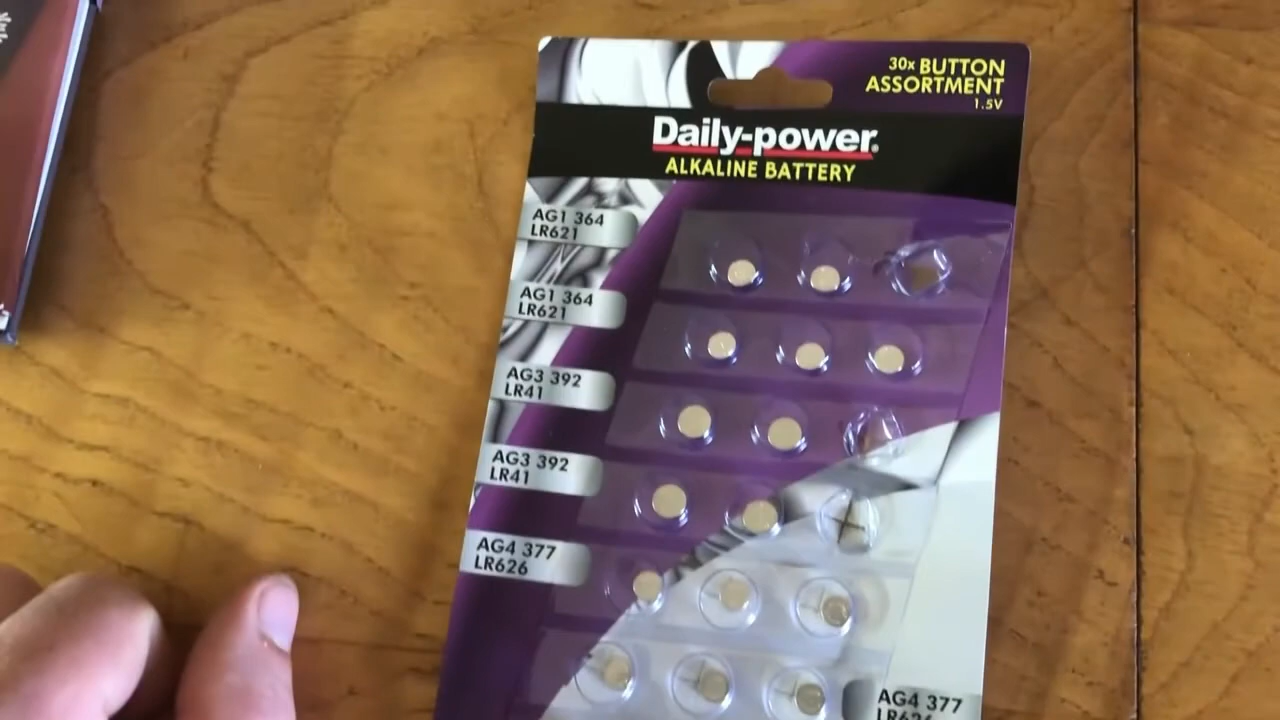 30x BUTTON
ASSORTMENT
1.5V
Daily-power
ALKALINE BATTERY
AG1 364
LR621
AG1 364
LR621
AG3 392
LR41
AG3 392
LR41
AG4 377
LR626
AG4 377
LR626